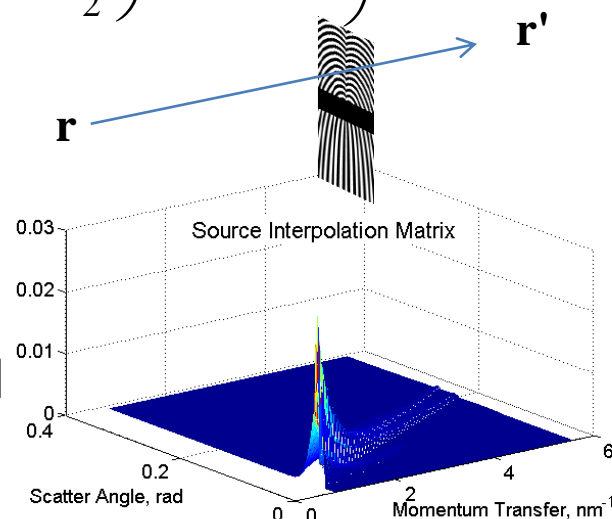 2 ) )
r'
r
Source Interpolation Matrix
0.03
0.02
0.01
0
0.4
0.2
0
0
2
4
6
Scatter Angle, rad
Momentum Transfer, nm⁻¹